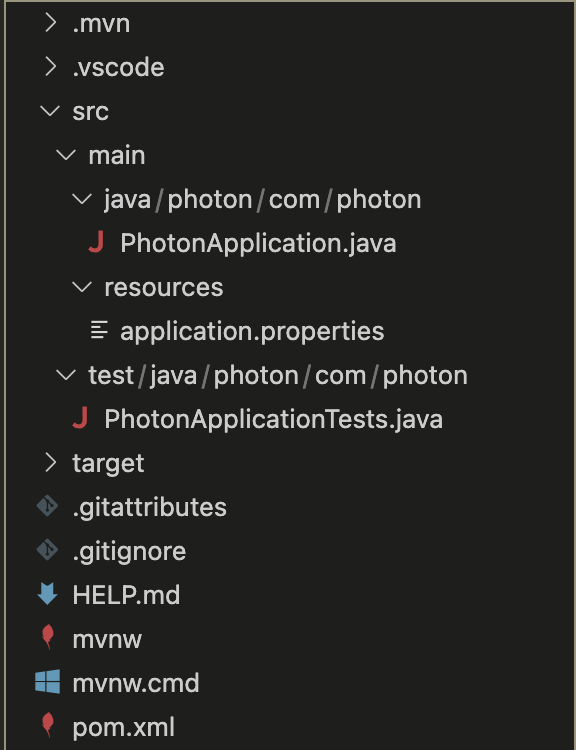 .mvn
.vscode
src
main
java/photon/com/photon
PhotonApplication.java
resources
application.properties
test/java/photon/com/photon
PhotonApplicationTests.java
target
.gitattributes
.gitignore
HELP.md
mvnw
mvnw.cmd
pom.xml